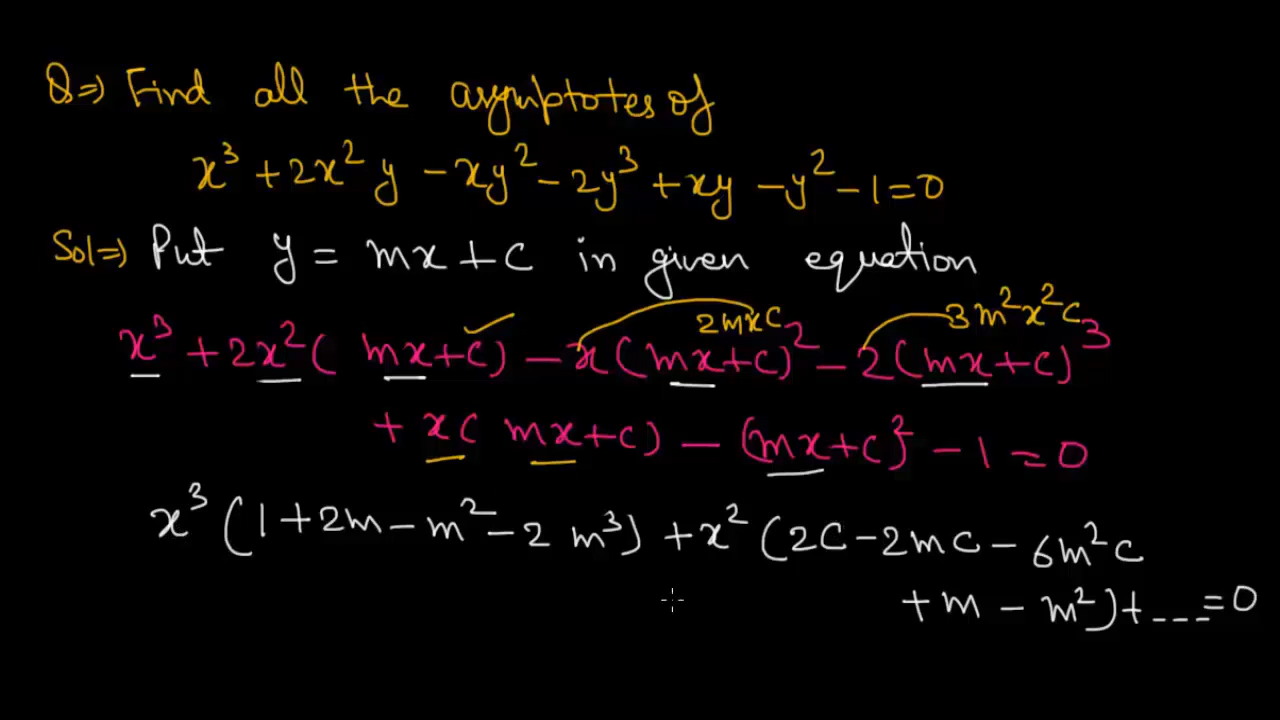 Q⇒ Find all the asymptotes of
x³ + 2x²y − xy² − 2y³ + xy − y² − 1 = 0
Sol⇒ Put y = mx + c in given equation
2mxc 3m²x²c
x³ + 2x²(mx+c) − x(mx+c)² − 2(mx+c)³
+ x(mx+c) − (mx+c)² − 1 = 0
x³(1 + 2m − m² − 2m³) + x²(2c − 2mc − 6m²c
+ m − m²) + --- = 0